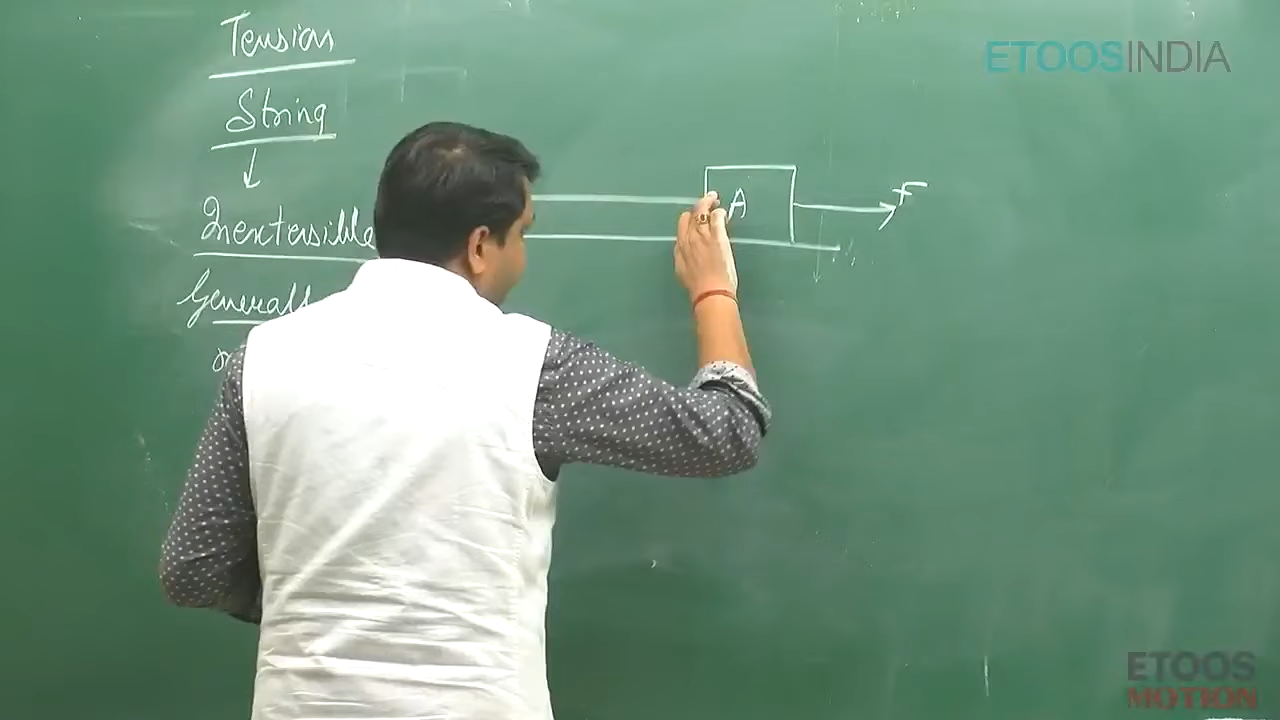 Tension
String
Inextensible
A
F
ETOOSINDIA
ETOOS
MOTION